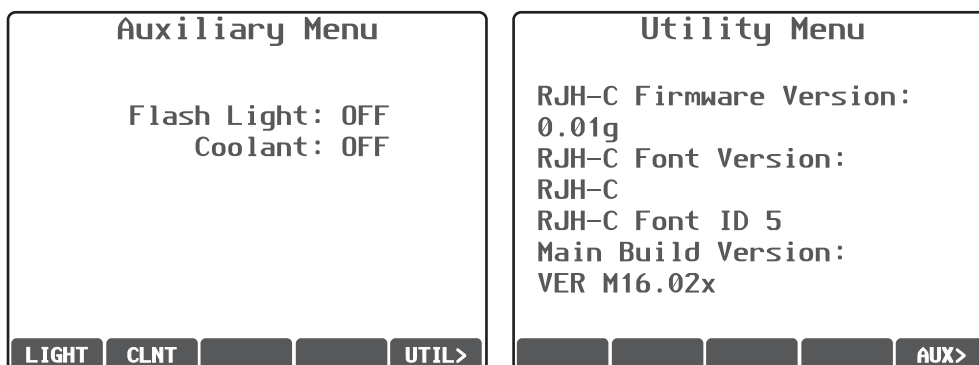 Auxiliary Menu
Flash Light: OFF
Coolant: OFF
LIGHT CLNT UTIL>
Utility Menu
RJH-C Firmware Version:
0.01g
RJH-C Font Version:
RJH-C
RJH-C Font ID 5
Main Build Version:
VER M16.02x
AUX>